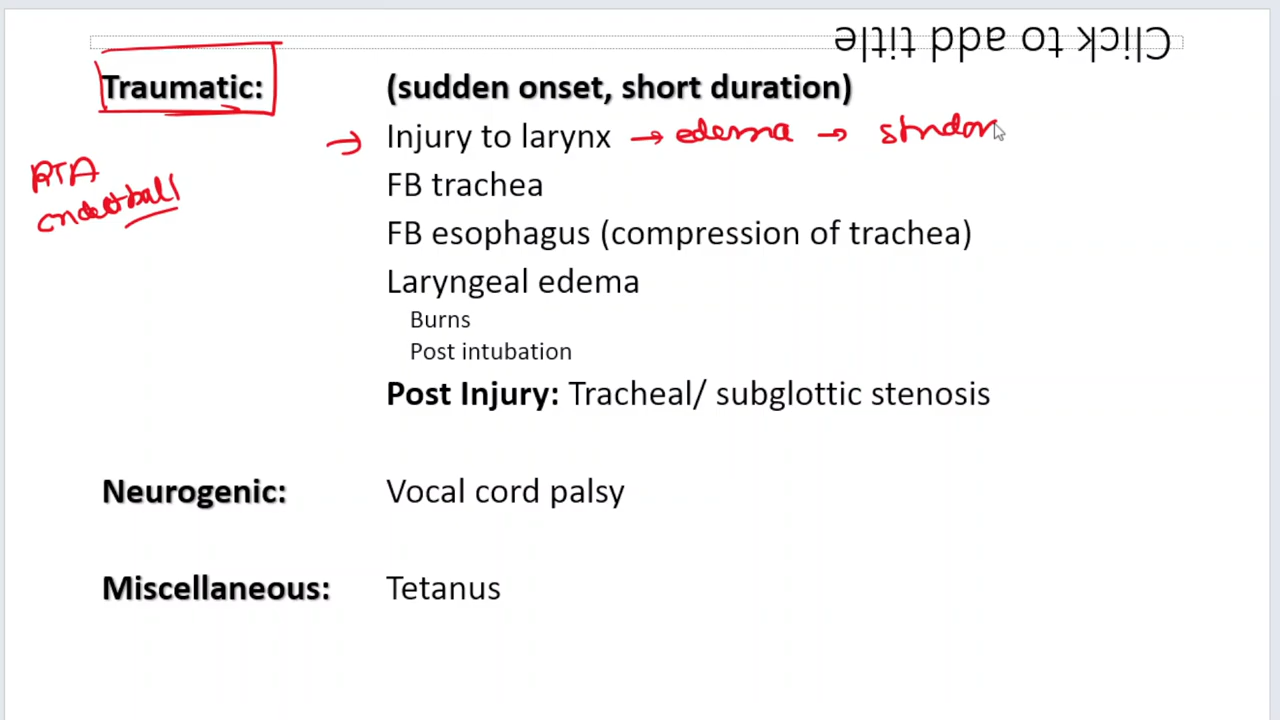 Click to add title
Traumatic: (sudden onset, short duration)
→ Injury to larynx → edema → stridor
RTA
FB trachea
ball
FB esophagus (compression of trachea)
Laryngeal edema
Burns
Post intubation
Post Injury: Tracheal/ subglottic stenosis
Neurogenic: Vocal cord palsy
Miscellaneous: Tetanus